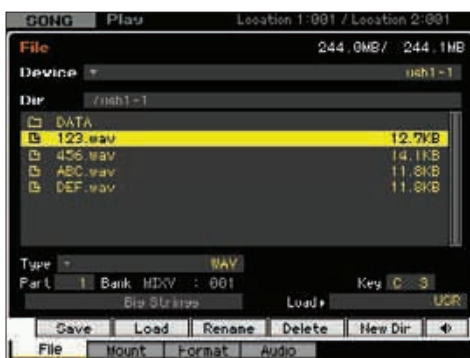 SONG Play Location 1:001 / Location 2:001
File 244.0MB/ 244.1MB
Device usb1-1
Dir /usb1-1
DATA
123.wav 12.7KB
456.wav 14.1KB
ABC.wav 11.8KB
DEF.wav 11.8KB
Type WAV
Part 1 Bank MIXV : 001 Key C 3
Big Strings Load▸ USR
Save Load Rename Delete New Dir
File Mount Format Audio